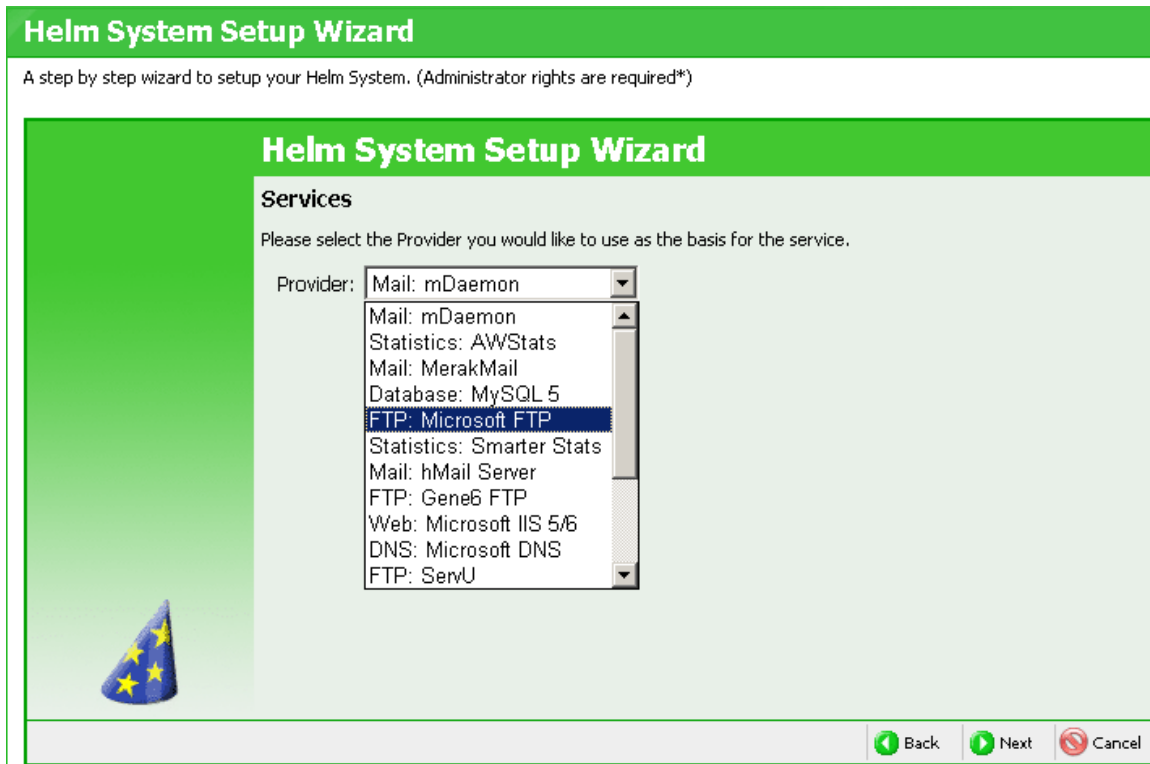 Helm System Setup Wizard
A step by step wizard to setup your Helm System. (Administrator rights are required*)
Helm System Setup Wizard
Services
Please select the Provider you would like to use as the basis for the service.
Provider: Mail: mDaemon
Mail: mDaemon
Statistics: AWStats
Mail: MerakMail
Database: MySQL 5
FTP: Microsoft FTP
Statistics: Smarter Stats
Mail: hMail Server
FTP: Gene6 FTP
Web: Microsoft IIS 5/6
DNS: Microsoft DNS
FTP: ServU
Back Next Cancel